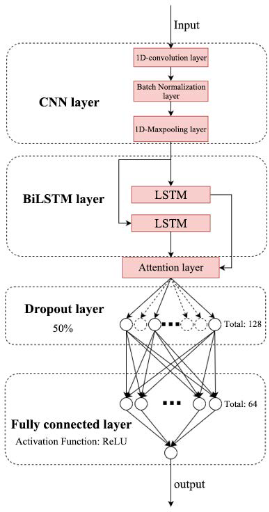 Input
1D-convolution layer
Batch Normalization
layer
CNN layer
1D-Maxpooling layer
LSTM
BiLSTM layer
LSTM
Attention layer
Dropout layer
50%
Total: 128
Total: 64
Fully connected layer
Activation Function: ReLU
output